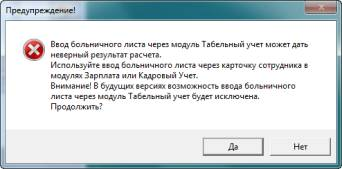 Предупреждение!
Ввод больничного листа через модуль Табельный учет может дать
неверный результат расчета.
Используйте ввод больничного листа через карточку сотрудника в
модулях Зарплата или Кадровый Учет.
Внимание! В будущих версиях возможность ввода больничного
листа через модуль Табельный учет будет исключена.
Продолжить?
Да
Нет